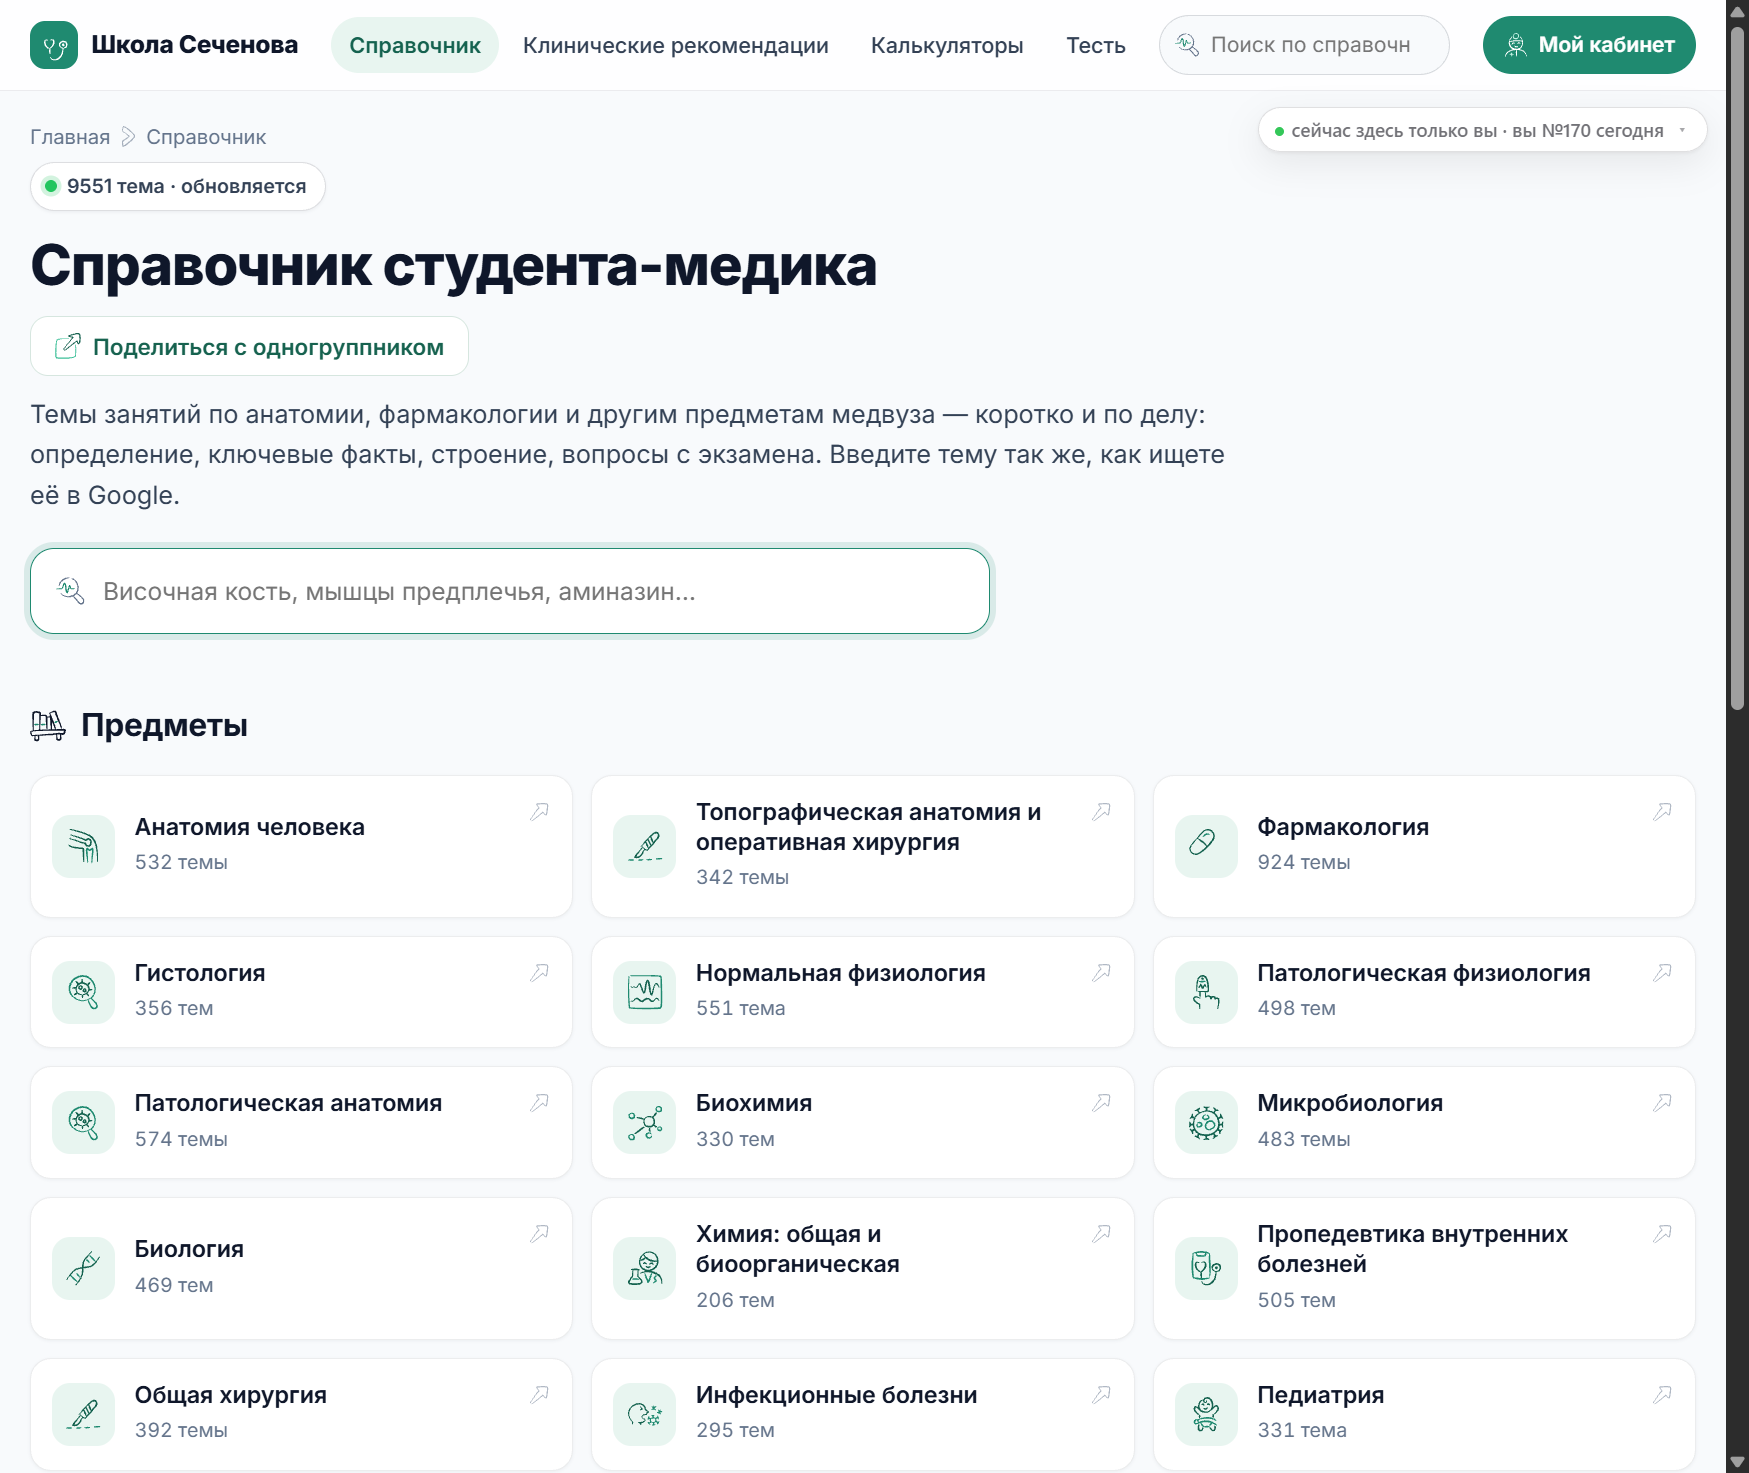 Школа Сеченова
Справочник
Клинические рекомендации
Калькуляторы
Тесть
Поиск по справочн
Мой кабинет
Главная
Справочник
сейчас здесь только вы · вы №170 сегодня
9551 тема · обновляется
Справочник студента-медика
Поделиться с одногруппником
Темы занятий по анатомии, фармакологии и другим предметам медвуза — коротко и по делу:
определение, ключевые факты, строение, вопросы с экзамена. Введите тему так же, как ищете
её в Google.
Височная кость, мышцы предплечья, аминазин...
Предметы
Анатомия человека
532 темы
Топографическая анатомия и
оперативная хирургия
342 темы
Фармакология
924 темы
Гистология
356 тем
Нормальная физиология
551 тема
Патологическая физиология
498 тем
Патологическая анатомия
574 темы
Биохимия
330 тем
Микробиология
483 темы
Биология
469 тем
Химия: общая и
биоорганическая
206 тем
Пропедевтика внутренних
болезней
505 тем
Общая хирургия
392 темы
Инфекционные болезни
295 тем
Педиатрия
331 тема